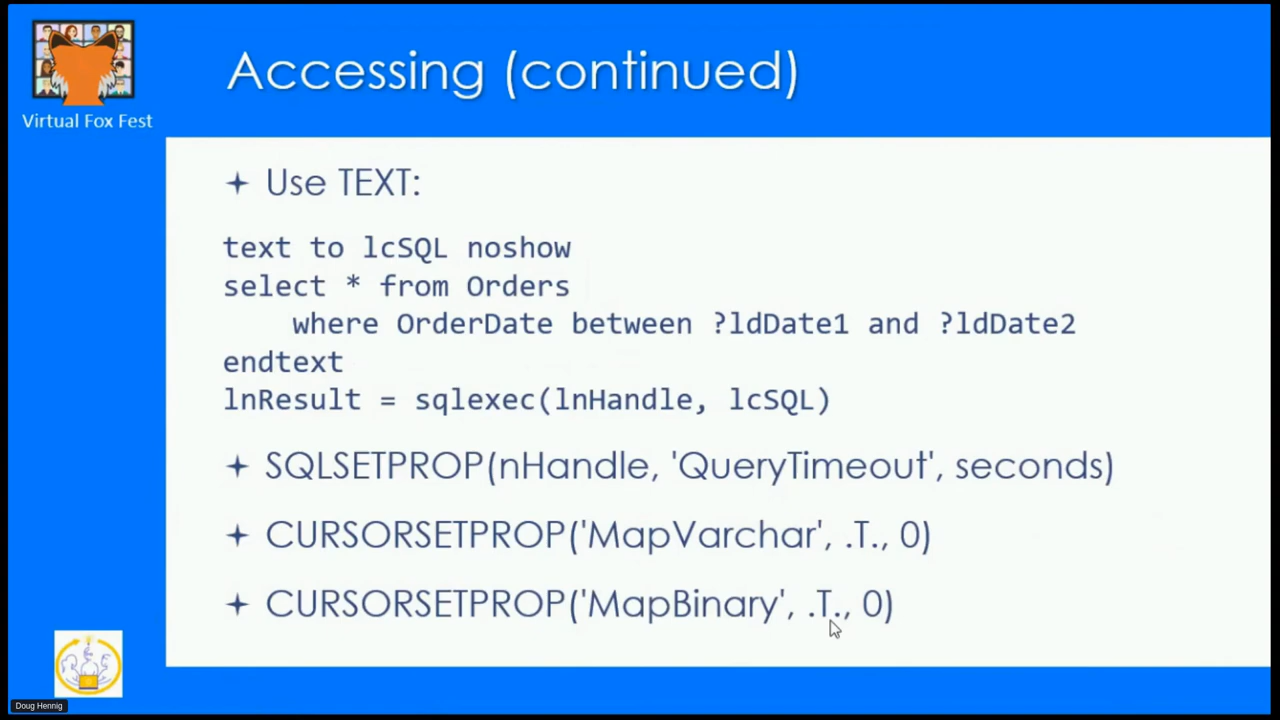 Accessing (continued)
Virtual Fox Fest
Use TEXT:
text to lcSQL noshow
select * from Orders
where OrderDate between ?ldDate1 and ?ldDate2
endtext
lnResult = sqlexec(lnHandle, lcSQL)
SQLSETPROP(nHandle, 'QueryTimeout', seconds)
CURSORSETPROP('MapVarchar', .T., 0)
CURSORSETPROP('MapBinary', .T., 0)
Doug Hennig